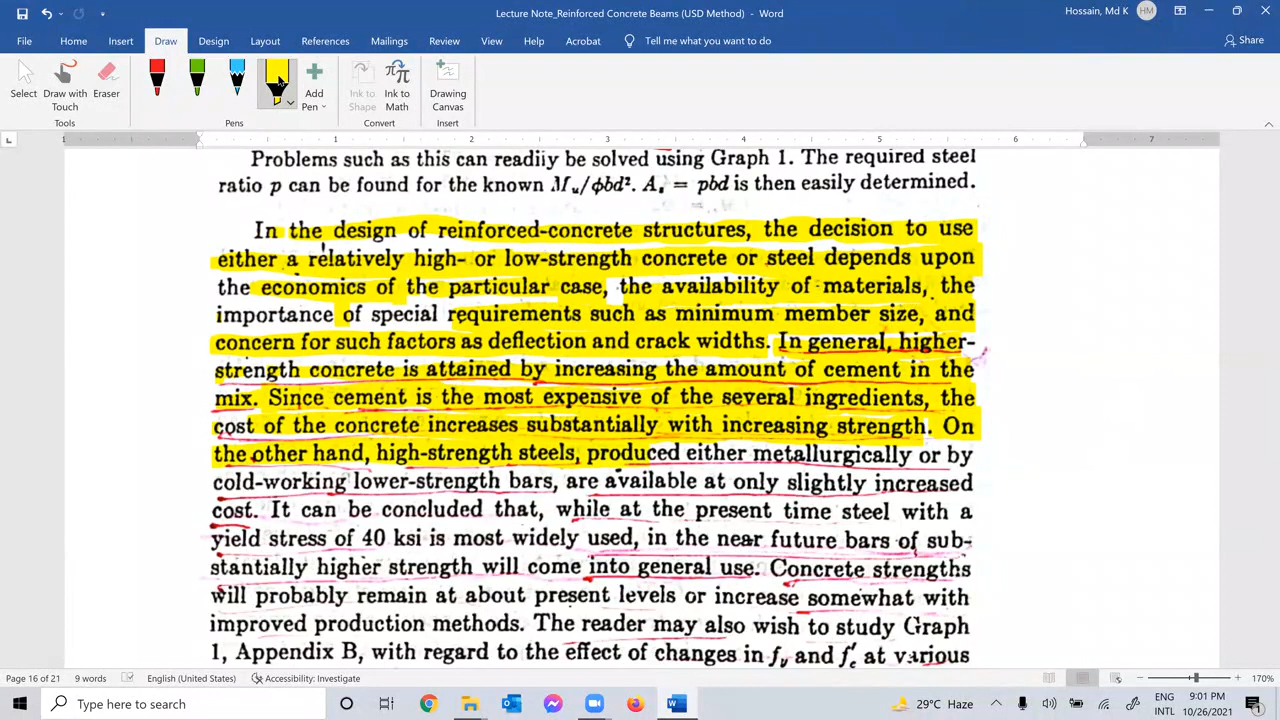 Lecture Note_Reinforced Concrete Beams (USD Method) - Word
Hossain, Md K
HM
File Home Insert Draw Design Layout References Mailings Review View Help Acrobat Tell me what you want to do
Share
Select
Draw with Touch
Eraser
Add Pen
Ink to Shape
Ink to Math
Drawing Canvas
Tools
Pens
Convert
Insert
1 1 2 3 4 5 6 7
Problems such as this can readily be solved using Graph 1. The required steel
ratio p can be found for the known Mu/ϕbd². As = pbd is then easily determined.
In the design of reinforced-concrete structures, the decision to use
either a relatively high- or low-strength concrete or steel depends upon
the economics of the particular case, the availability of materials, the
importance of special requirements such as minimum member size, and
concern for such factors as deflection and crack widths. In general, higher-
strength concrete is attained by increasing the amount of cement in the
mix. Since cement is the most expensive of the several ingredients, the
cost of the concrete increases substantially with increasing strength. On
the other hand, high-strength steels, produced either metallurgically or by
cold-working lower-strength bars, are available at only slightly increased
cost. It can be concluded that, while at the present time steel with a
yield stress of 40 ksi is most widely used, in the near future bars of sub-
stantially higher strength will come into general use. Concrete strengths
will probably remain at about present levels or increase somewhat with
improved production methods. The reader may also wish to study Graph
1, Appendix B, with regard to the effect of changes in fy and f′c at various
Page 16 of 21 9 words English (United States) Accessibility: Investigate 170%
Type here to search
29°C Haze
ENG
INTL
9:01 PM
10/26/2021
1